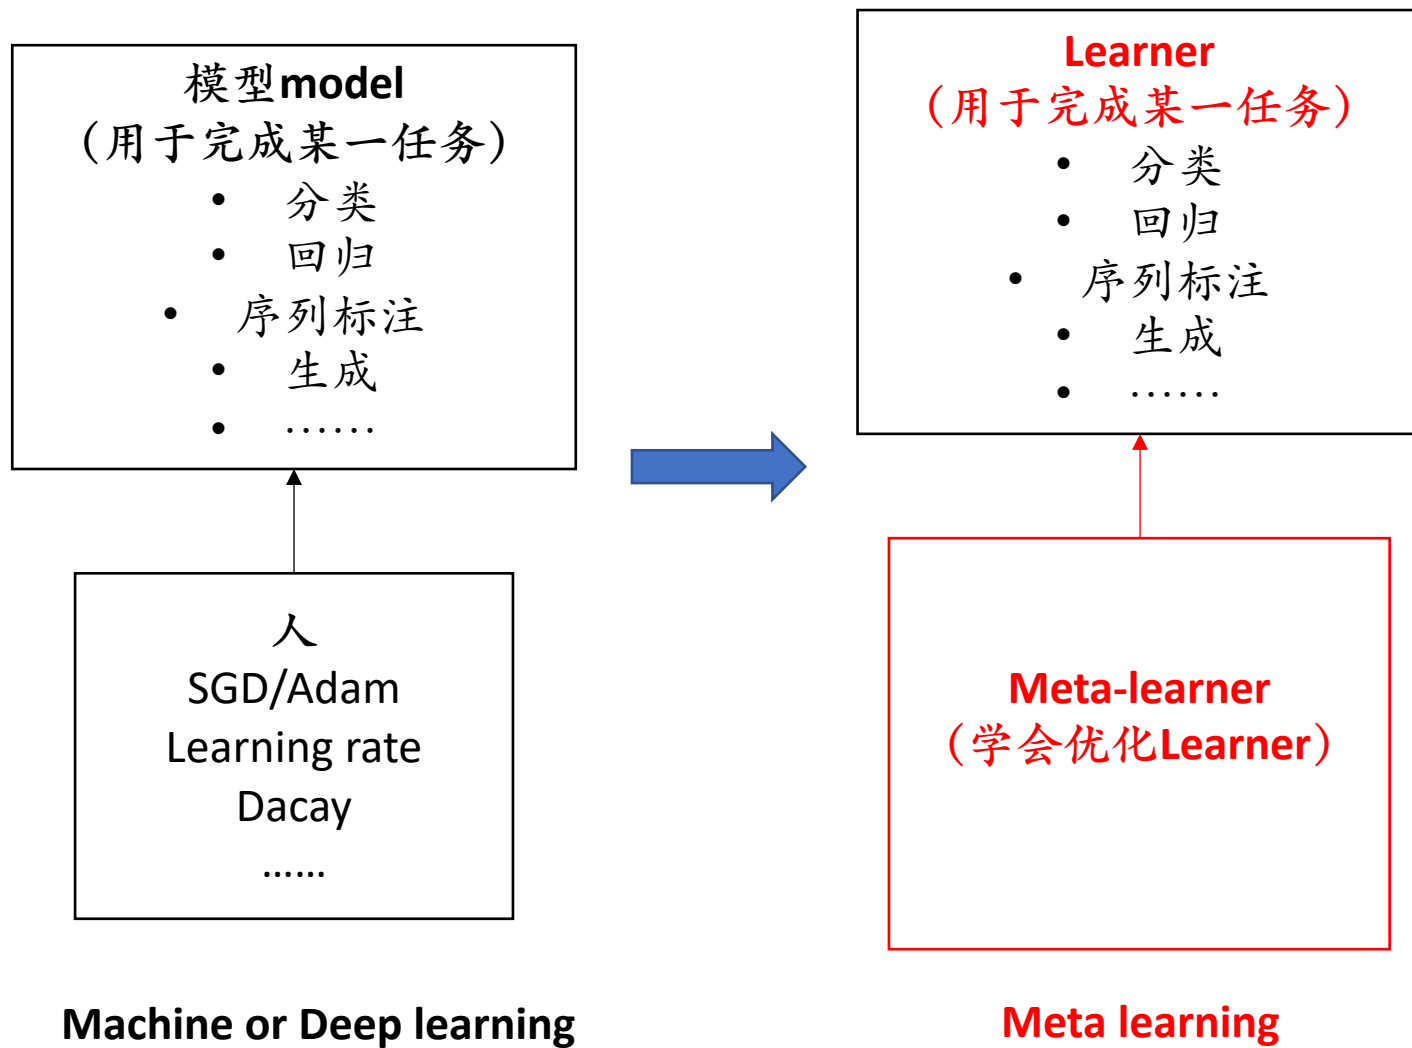 模型model
（用于完成某一任务）
• 分类
• 回归
• 序列标注
• 生成
• ……
人
SGD/Adam
Learning rate
Dacay
……
Machine or Deep learning
Learner
（用于完成某一任务）
• 分类
• 回归
• 序列标注
• 生成
• ……
Meta-learner
（学会优化Learner）
Meta learning